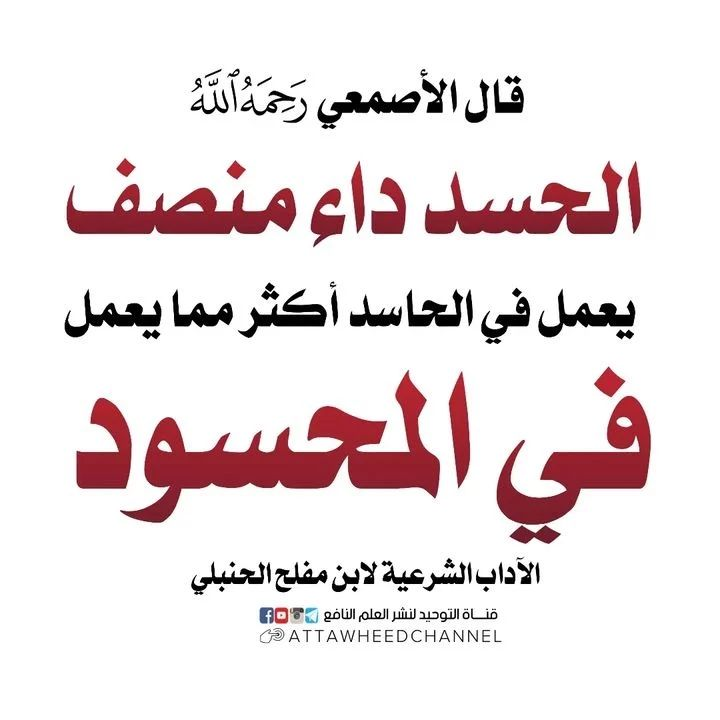 قال الأصمعي رَحِمَهُ ٱللَّهُ
الحسد داء منصف
يعمل في الحاسد أكثر مما يعمل
في المحسود
الآداب الشرعية لابن مفلح الحنبلي
قناة التوحيد لنشر العلم النافع
ATTAWHEEDCHANNEL